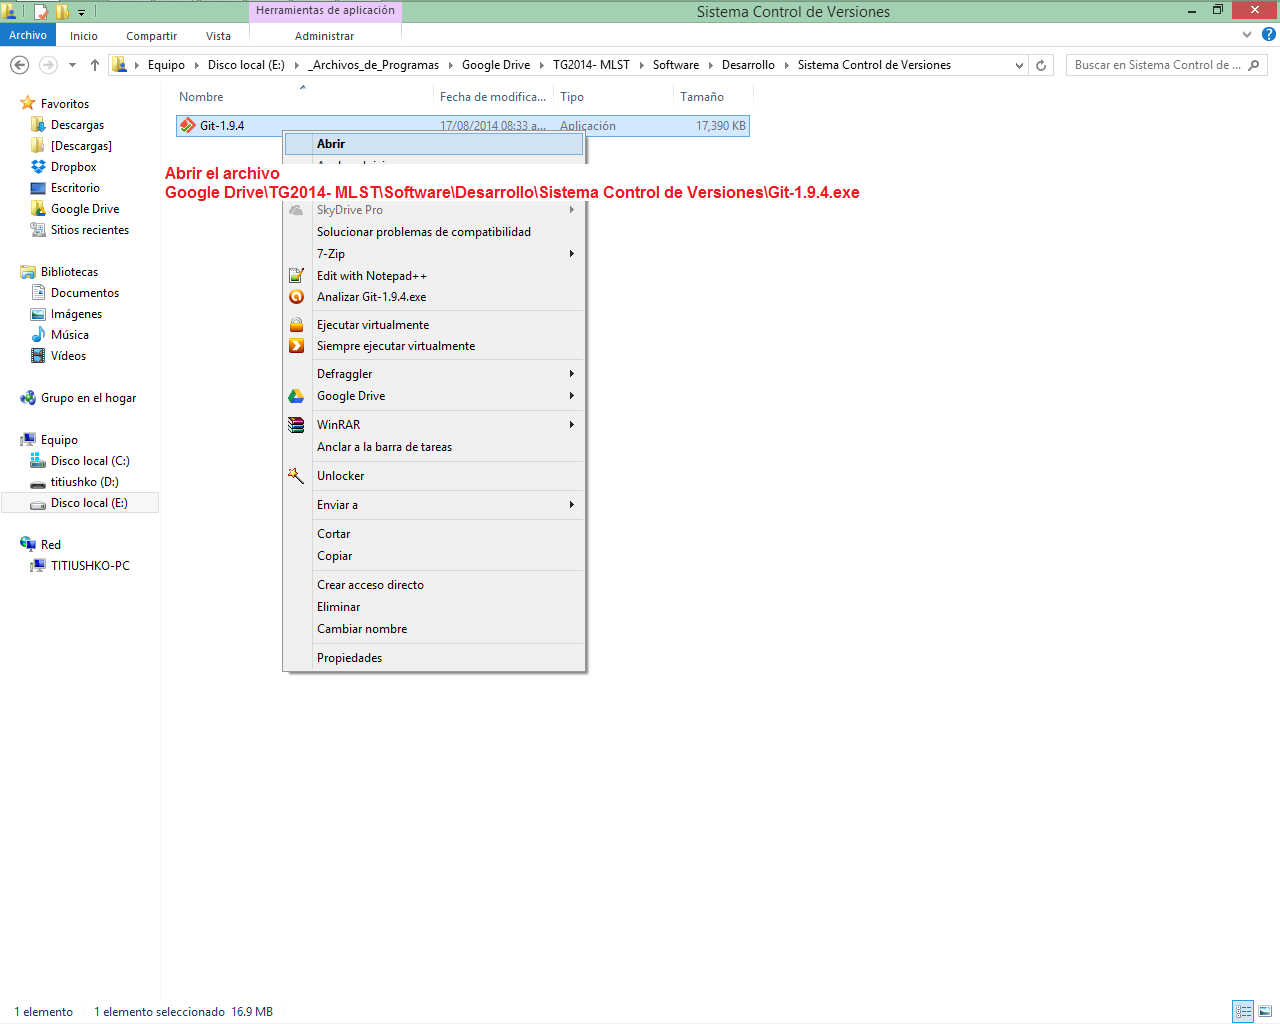 Herramientas de aplicación
Sistema Control de Versiones
Archivo Inicio Compartir Vista Administrar
Equipo Disco local (E:) _Archivos_de_Programas Google Drive TG2014- MLST Software Desarrollo Sistema Control de Versiones
Buscar en Sistema Control de ...
Nombre Fecha de modifica... Tipo Tamaño
Git-1.9.4 17/08/2014 08:33 a... Aplicación 17,390 KB
Favoritos
Descargas
[Descargas]
Dropbox
Escritorio
Google Drive
Sitios recientes
Bibliotecas
Documentos
Imágenes
Música
Vídeos
Grupo en el hogar
Equipo
Disco local (C:)
titiushko (D:)
Disco local (E:)
Red
TITIUSHKO-PC
Abrir
Abrir el archivo
Google Drive\TG2014- MLST\Software\Desarrollo\Sistema Control de Versiones\Git-1.9.4.exe
SkyDrive Pro
Solucionar problemas de compatibilidad
7-Zip
Edit with Notepad++
Analizar Git-1.9.4.exe
Ejecutar virtualmente
Siempre ejecutar virtualmente
Defraggler
Google Drive
WinRAR
Anclar a la barra de tareas
Unlocker
Enviar a
Cortar
Copiar
Crear acceso directo
Eliminar
Cambiar nombre
Propiedades
1 elemento 1 elemento seleccionado 16.9 MB